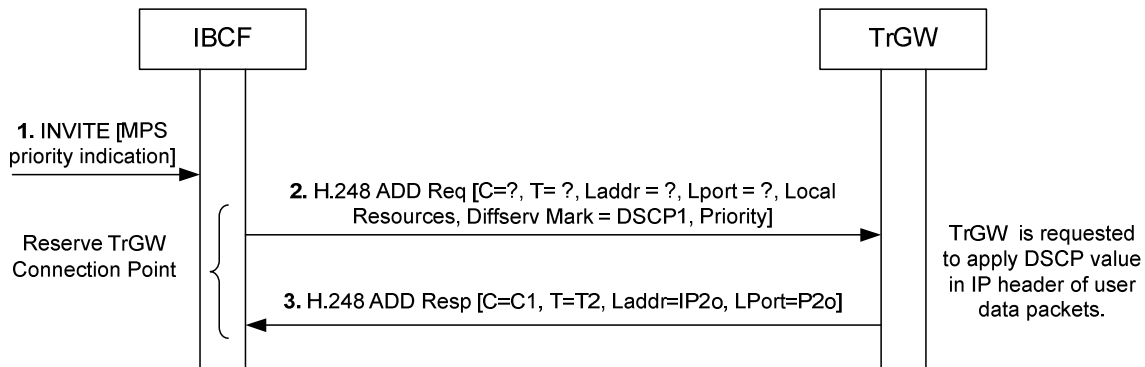 IBCF
TrGW
1. INVITE [MPS
priority indication]
2. H.248 ADD Req [C=?, T= ?, Laddr = ?, Lport = ?, Local
Resources, Diffserv Mark = DSCP1, Priority]
Reserve TrGW
Connection Point
TrGW is requested
to apply DSCP value
in IP header of user
data packets.
3. H.248 ADD Resp [C=C1, T=T2, Laddr=IP2o, LPort=P2o]